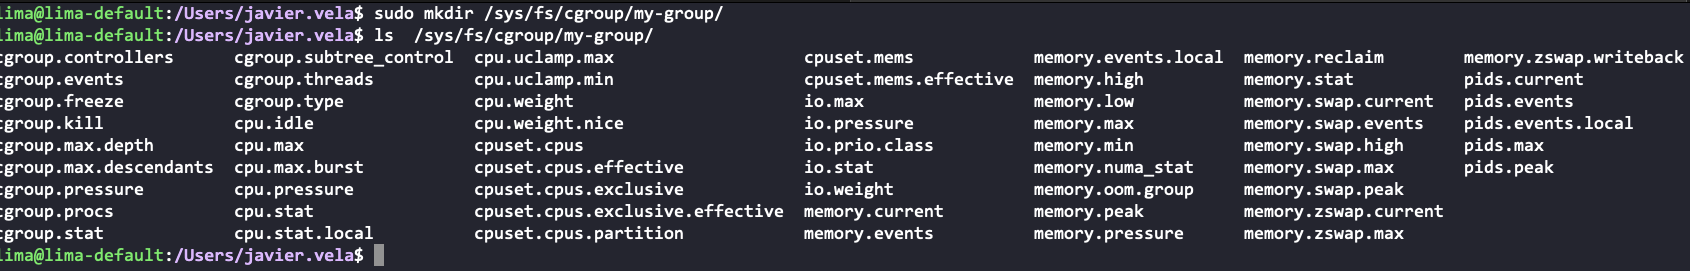 lima@lima-default:/Users/javier.vela$ sudo mkdir /sys/fs/cgroup/my-group/
lima@lima-default:/Users/javier.vela$ ls  /sys/fs/cgroup/my-group/
cgroup.controllers cgroup.subtree_control cpu.uclamp.max cpuset.mems memory.events.local memory.reclaim memory.zswap.writeback
cgroup.events cgroup.threads cpu.uclamp.min cpuset.mems.effective memory.high memory.stat pids.current
cgroup.freeze cgroup.type cpu.weight io.max memory.low memory.swap.current pids.events
cgroup.kill cpu.idle cpu.weight.nice io.pressure memory.max memory.swap.events pids.events.local
cgroup.max.depth cpu.max cpuset.cpus io.prio.class memory.min memory.swap.high pids.max
cgroup.max.descendants cpu.max.burst cpuset.cpus.effective io.stat memory.numa_stat memory.swap.max pids.peak
cgroup.pressure cpu.pressure cpuset.cpus.exclusive io.weight memory.oom.group memory.swap.peak
cgroup.procs cpu.stat cpuset.cpus.exclusive.effective memory.current memory.peak memory.zswap.current
cgroup.stat cpu.stat.local cpuset.cpus.partition memory.events memory.pressure memory.zswap.max
lima@lima-default:/Users/javier.vela$